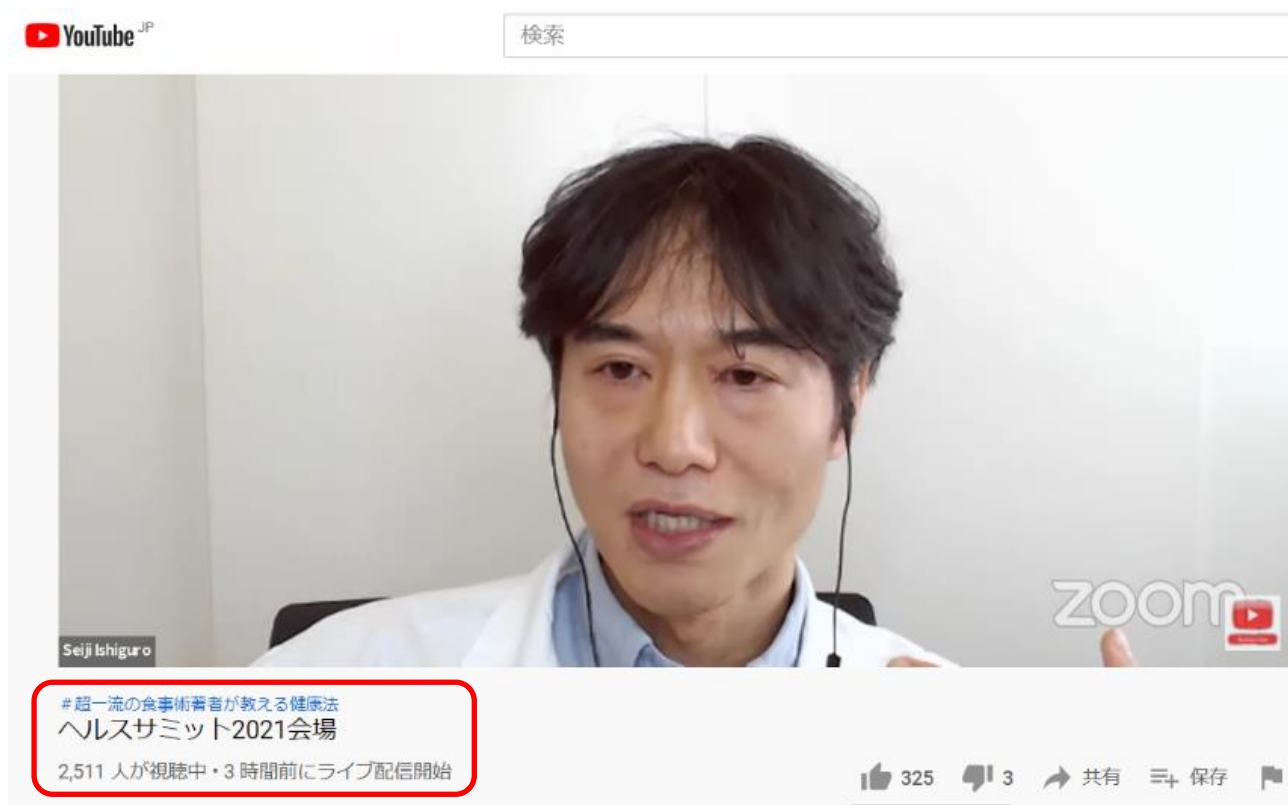 YouTube JP
検索
zoom
Seiji Ishiguro
#超一流の食事術著者が教える健康法
ヘルスサミット2021会場
2,511 人が視聴中・3 時間前にライブ配信開始
325 3 共有 保存